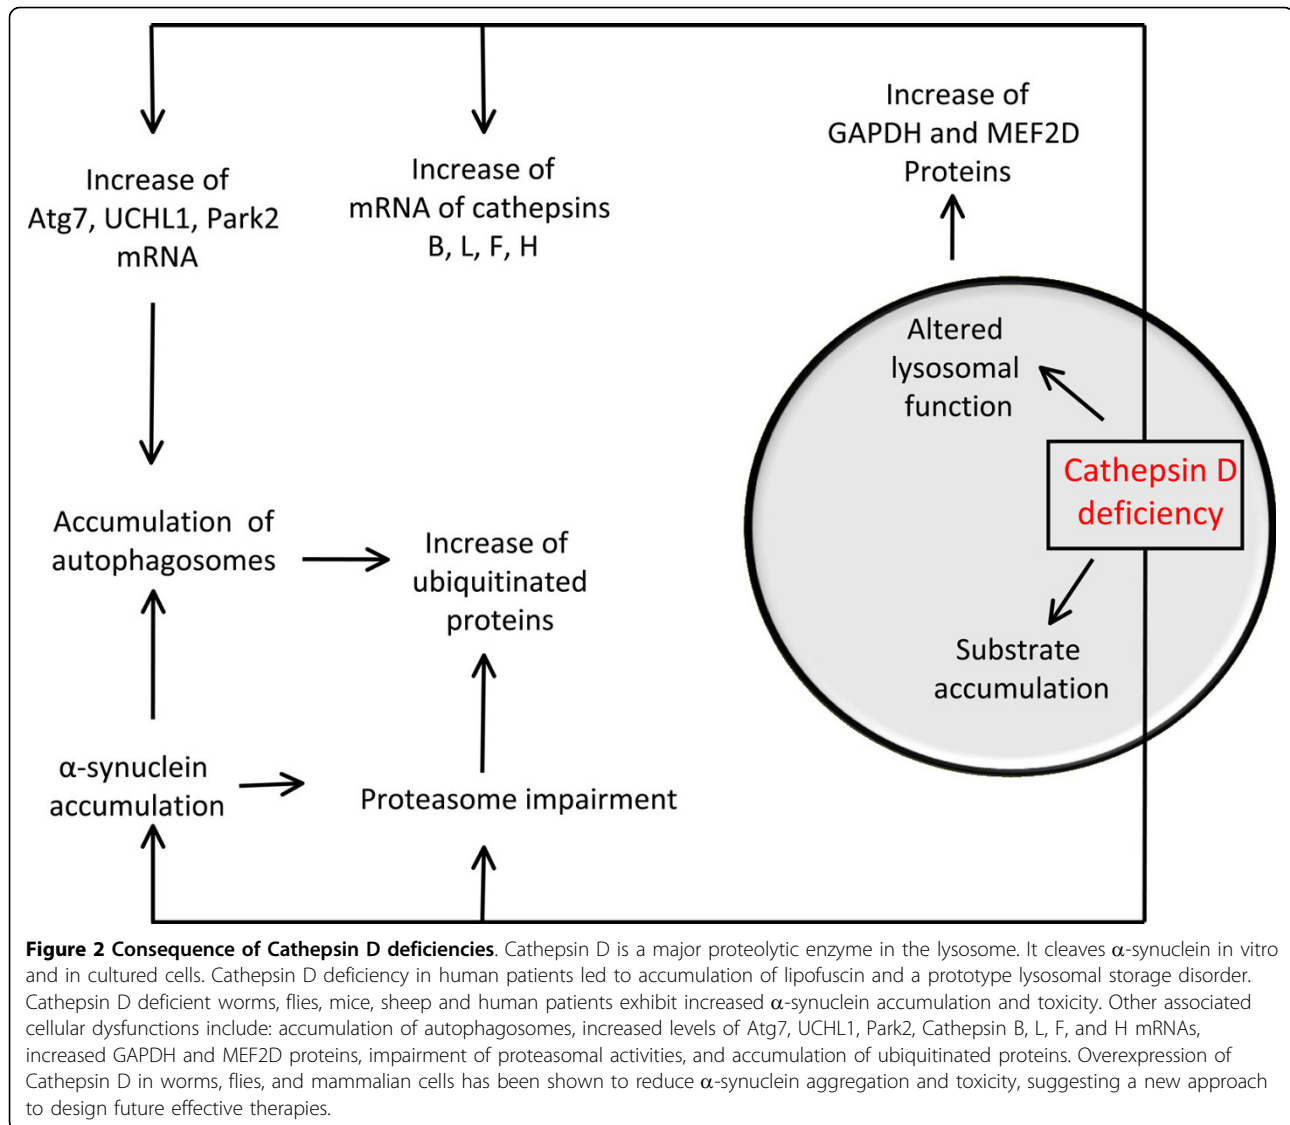 Increase of
GAPDH and MEF2D
Proteins
Increase of
Atg7, UCHL1, Park2
mRNA
Increase of
mRNA of cathepsins
B, L, F, H
Altered
lysosomal
function
Cathepsin D
deficiency
Substrate
accumulation
Accumulation of
autophagosomes
Increase of
ubiquitinated
proteins
α-synuclein
accumulation
Proteasome impairment
Figure 2 Consequence of Cathepsin D deficiencies. Cathepsin D is a major proteolytic enzyme in the lysosome. It cleaves α-synuclein in vitro
and in cultured cells. Cathepsin D deficiency in human patients led to accumulation of lipofuscin and a prototype lysosomal storage disorder.
Cathepsin D deficient worms, flies, mice, sheep and human patients exhibit increased α-synuclein accumulation and toxicity. Other associated
cellular dysfunctions include: accumulation of autophagosomes, increased levels of Atg7, UCHL1, Park2, Cathepsin B, L, F, and H mRNAs,
increased GAPDH and MEF2D proteins, impairment of proteasomal activities, and accumulation of ubiquitinated proteins. Overexpression of
Cathepsin D in worms, flies, and mammalian cells has been shown to reduce α-synuclein aggregation and toxicity, suggesting a new approach
to design future effective therapies.